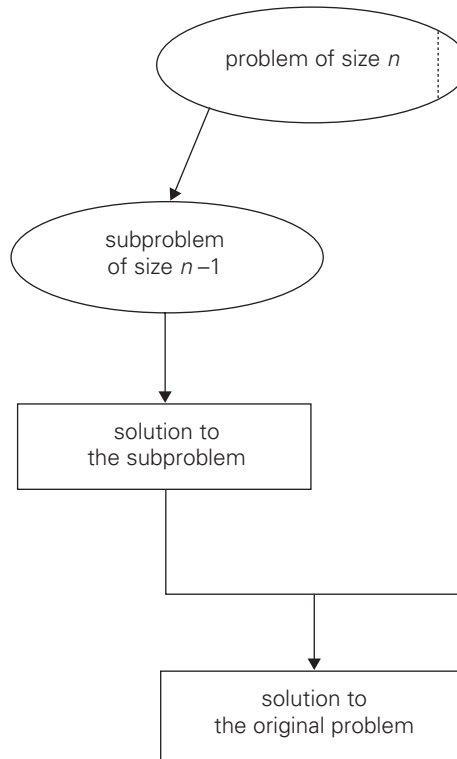 problem of size n
subproblem
of size n–1
solution to
the subproblem
solution to
the original problem